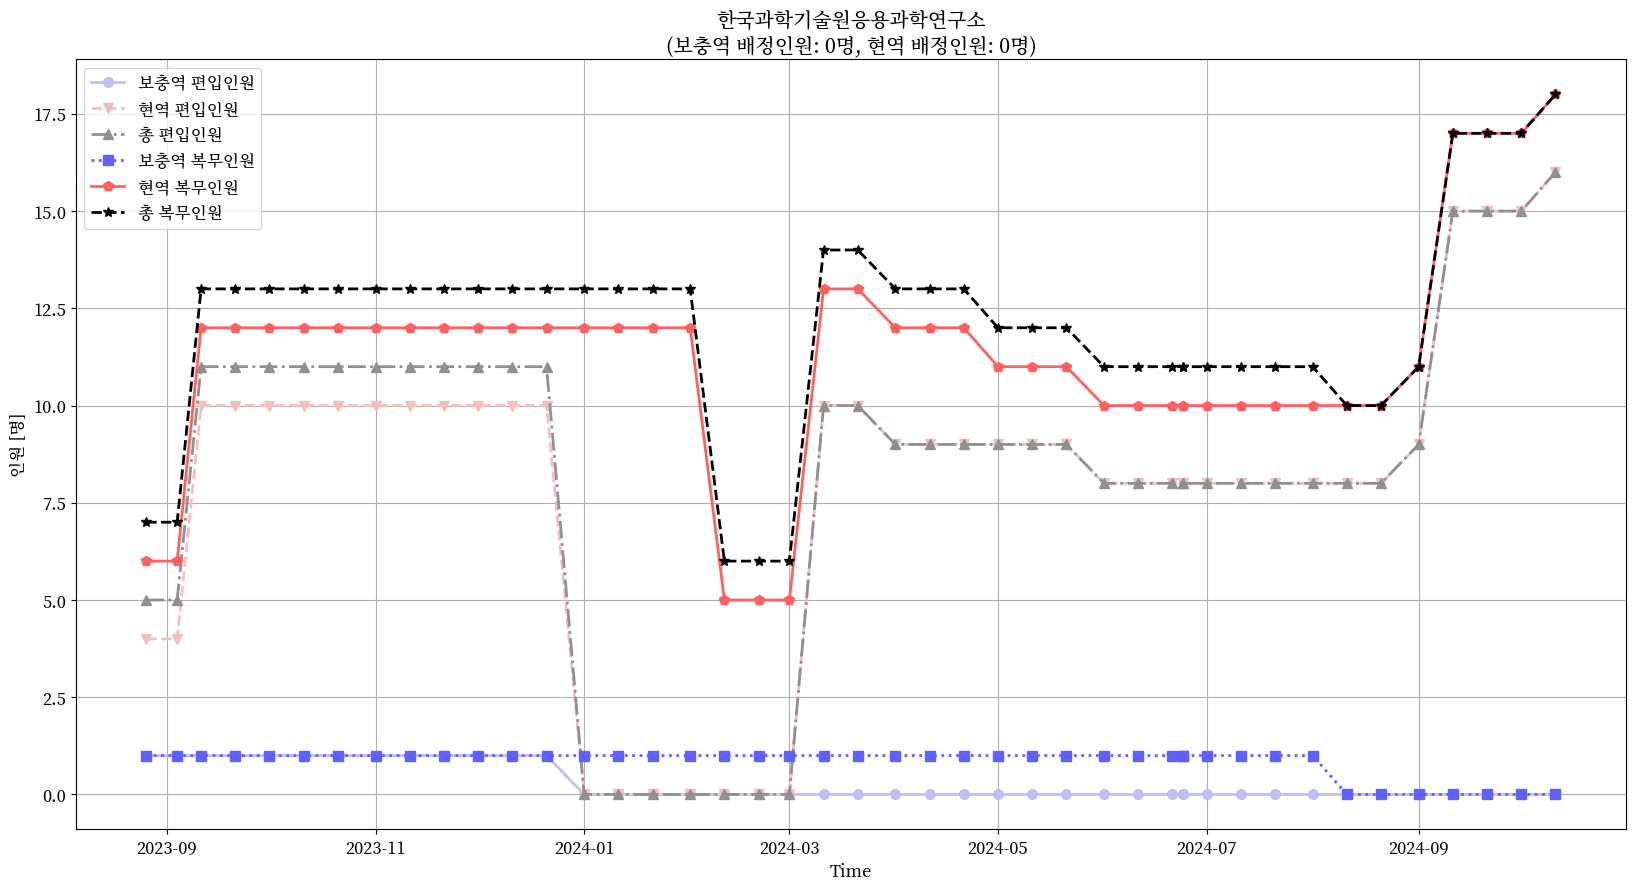 한국과학기술원응용과학연구소
(보충역 배정인원: 0명, 현역 배정인원: 0명)
보충역 편입인원
현역 편입인원
총 편입인원
보충역 복무인원
현역 복무인원
총 복무인원
인원 [명]
17.5
15.0
12.5
10.0
7.5
5.0
2.5
0.0
2023-09
2023-11
2024-01
2024-03
2024-05
2024-07
2024-09
Time